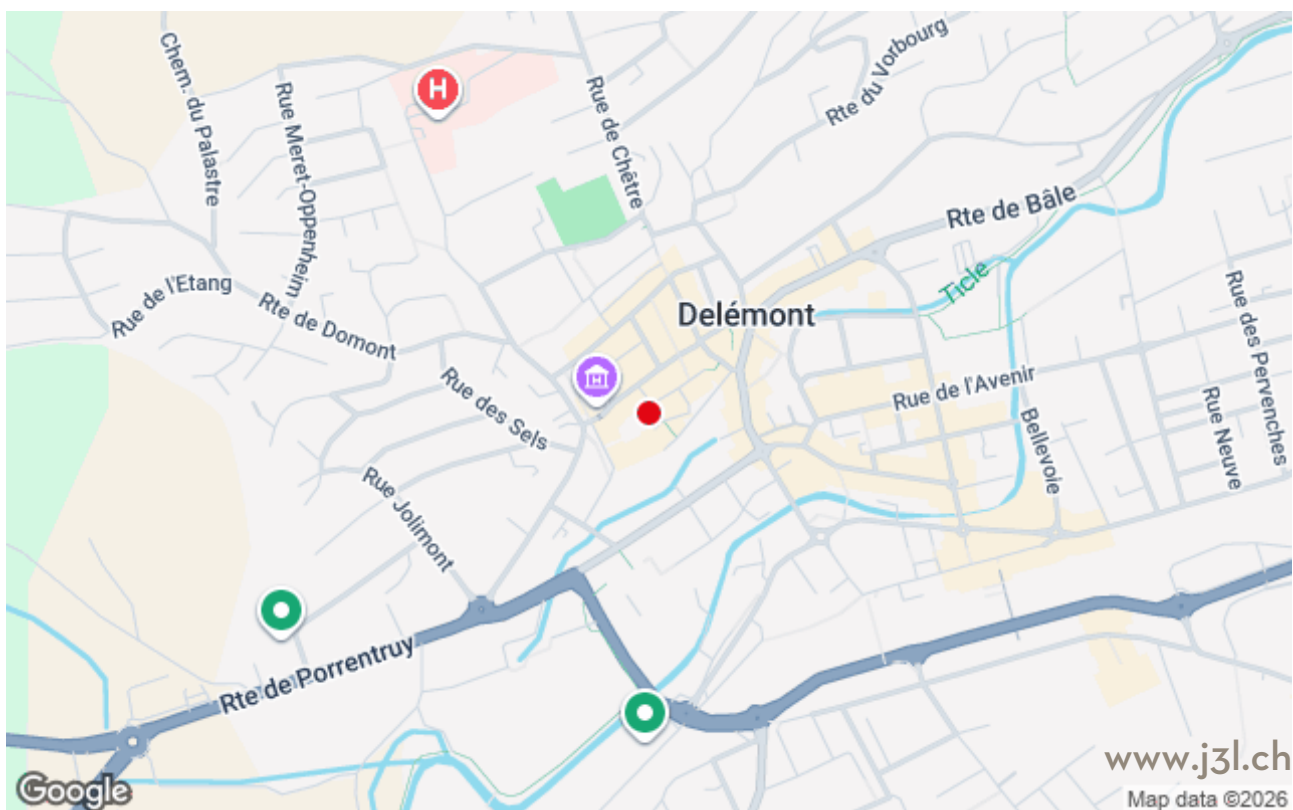 Chem. du Palastre
Rue Meret-Oppenheim
H
Rue de Chêtre
Rte du Vorbourg
Rte de Bâle
Rue de l'Etang
Rte de Domont
Delémont
Ticle
Rue des Pervenches
Rue des Sels
Rue de l'Avenir
Bellevoie
Rue Neuve
Rue Jolimont
Rte de Porrentruy
www.j3l.ch
Google
Map data ©2026